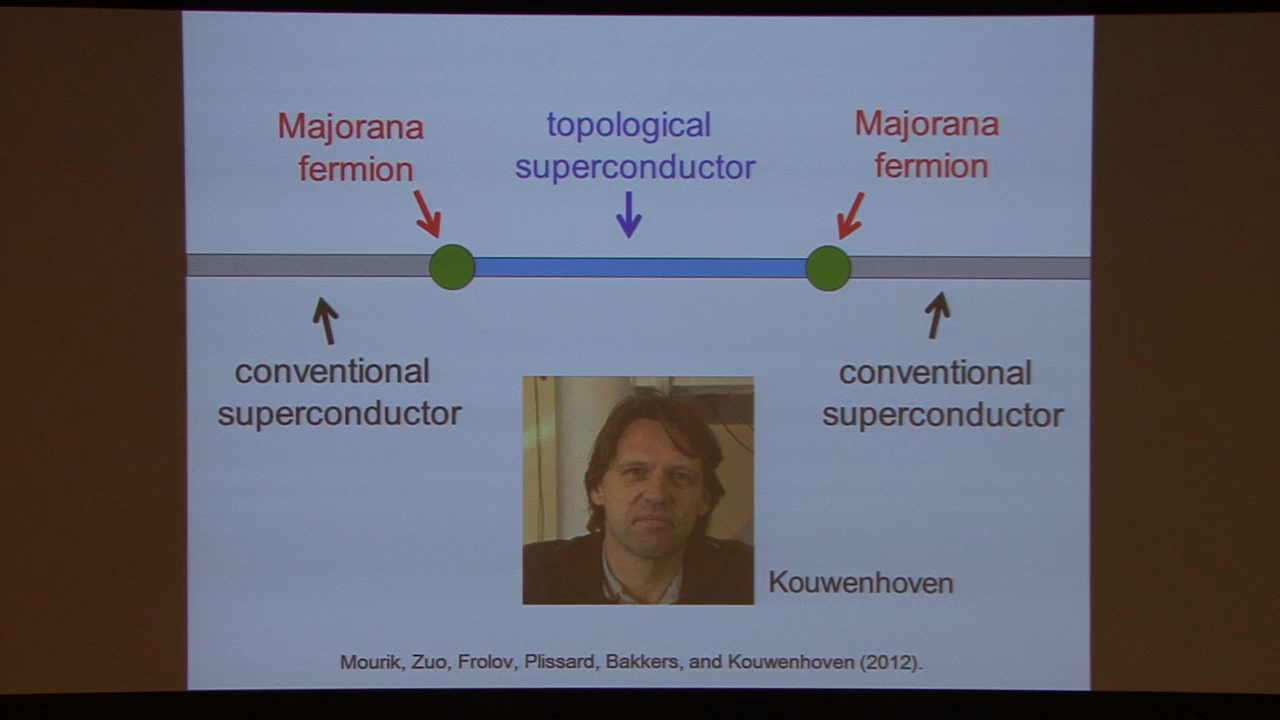 Majorana
fermion
topological
superconductor
Majorana
fermion
conventional
superconductor
conventional
superconductor
Kouwenhoven
Mourik, Zuo, Frolov, Plissard, Bakkers, and Kouwenhoven (2012).